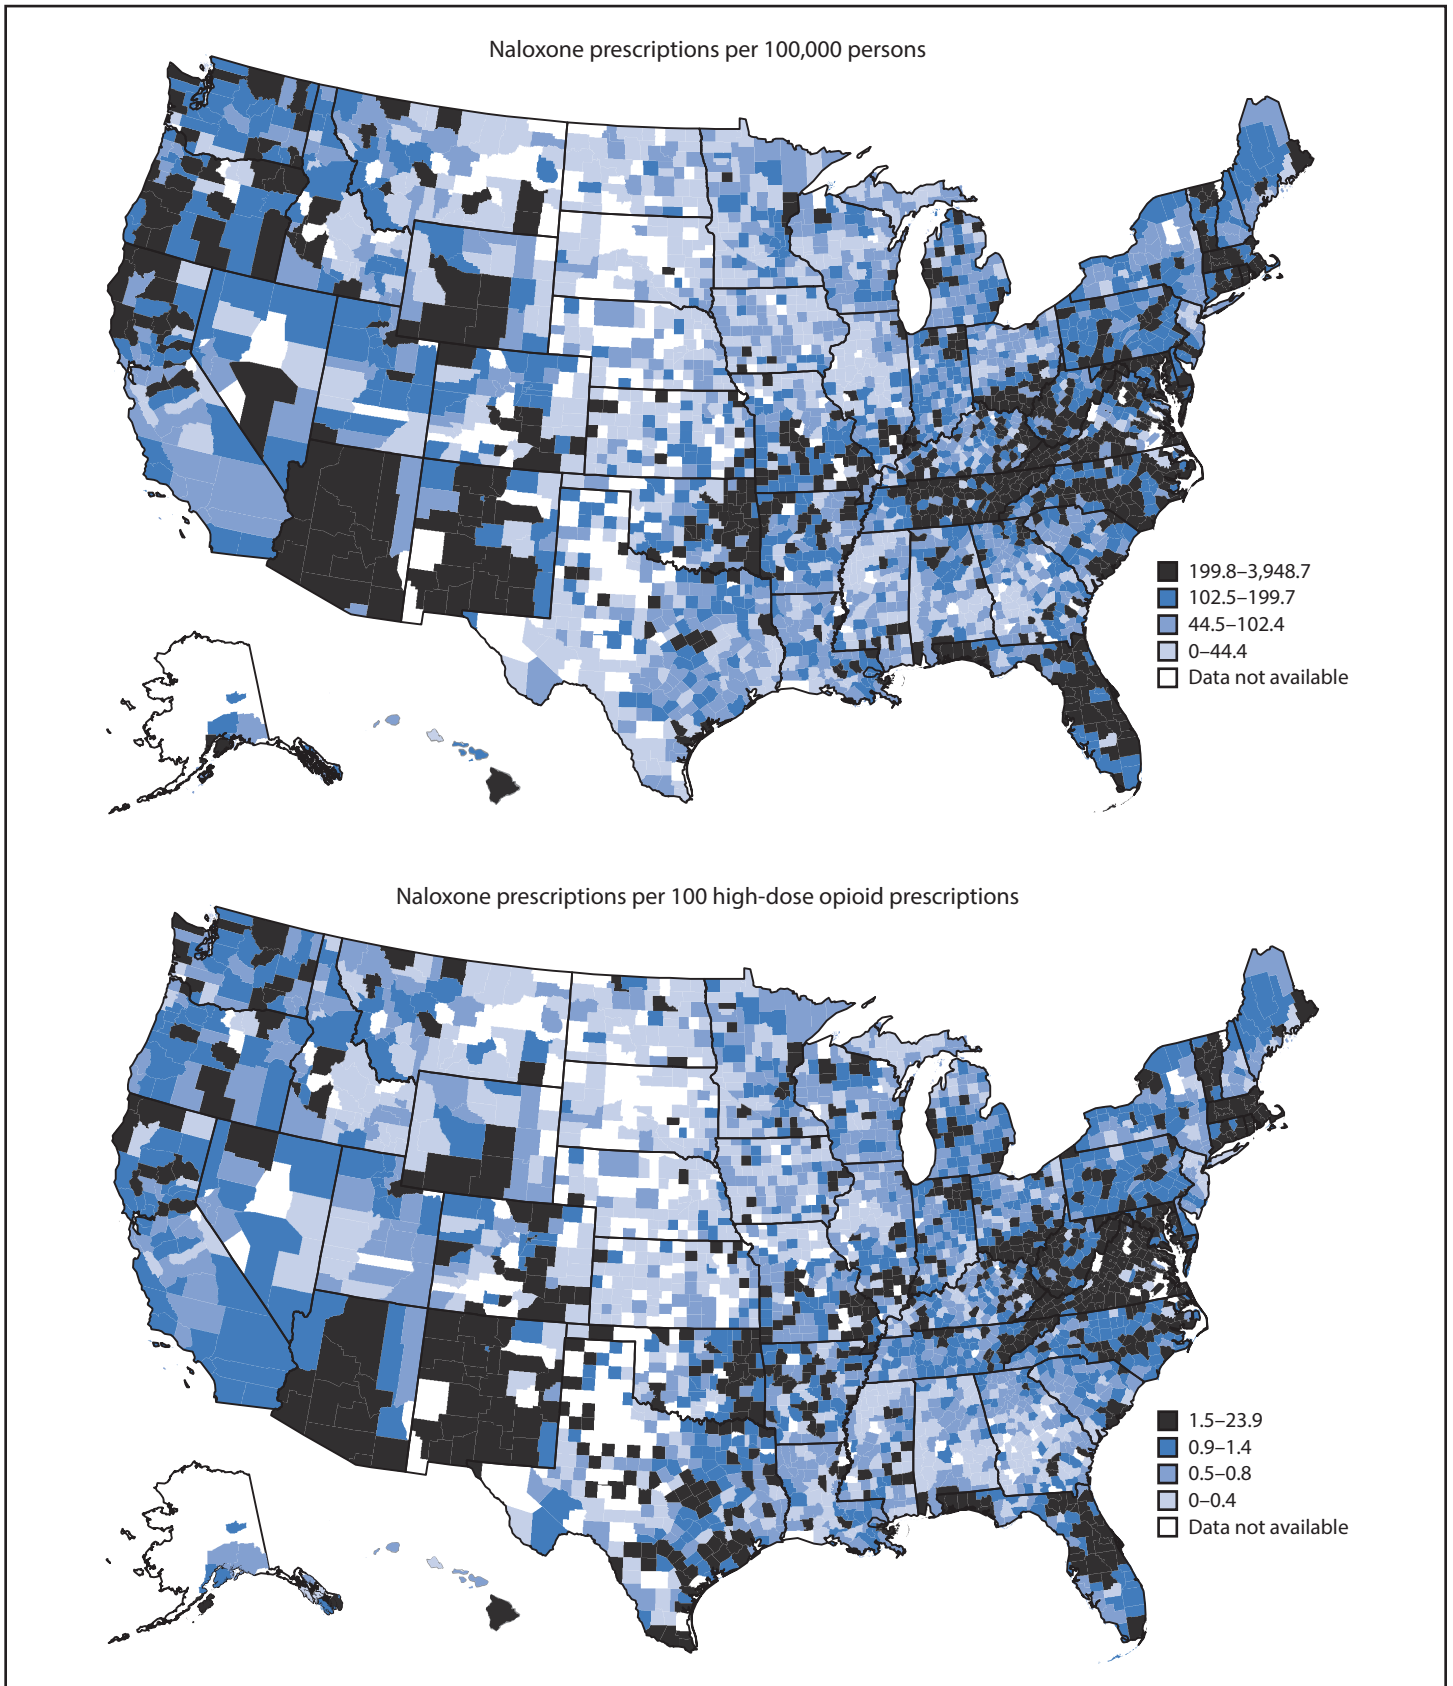 Naloxone prescriptions per 100,000 persons
199.8–3,948.7
102.5–199.7
44.5–102.4
0–44.4
Data not available
Naloxone prescriptions per 100 high-dose opioid prescriptions
1.5–23.9
0.9–1.4
0.5–0.8
0–0.4
Data not available